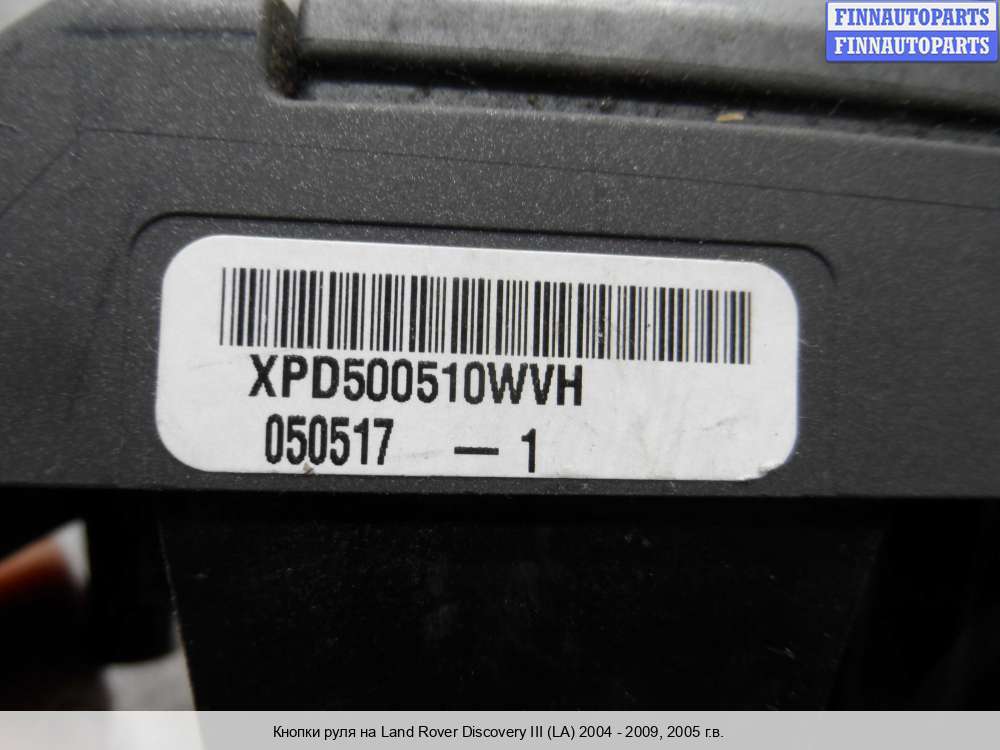 FINNAUTOPARTS
FINNAUTOPARTS
XPD500510WVH
050517 — 1
Кнопки руля на Land Rover Discovery III (LA) 2004 - 2009, 2005 г.в.